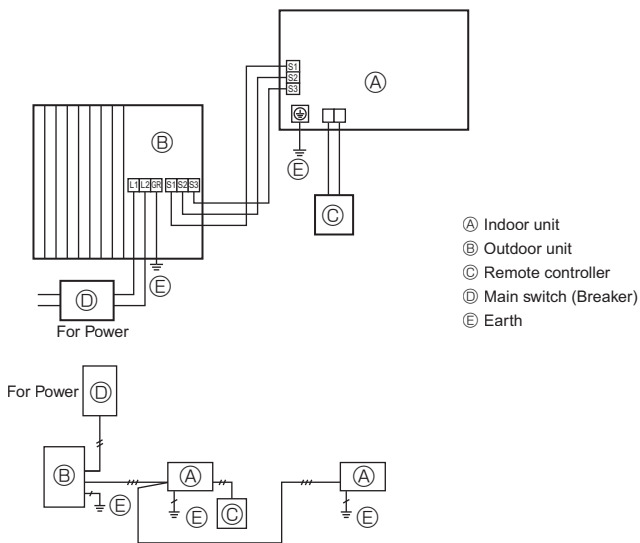 S1
S2
S3
Ⓐ
Ⓔ
Ⓑ
L1 L2 GR S1 S2 S3
Ⓒ
Ⓔ
Ⓓ
For Power
Ⓐ Indoor unit
Ⓑ Outdoor unit
Ⓒ Remote controller
Ⓓ Main switch (Breaker)
Ⓔ Earth
For Power Ⓓ
Ⓑ Ⓔ Ⓐ Ⓔ Ⓒ Ⓐ Ⓔ